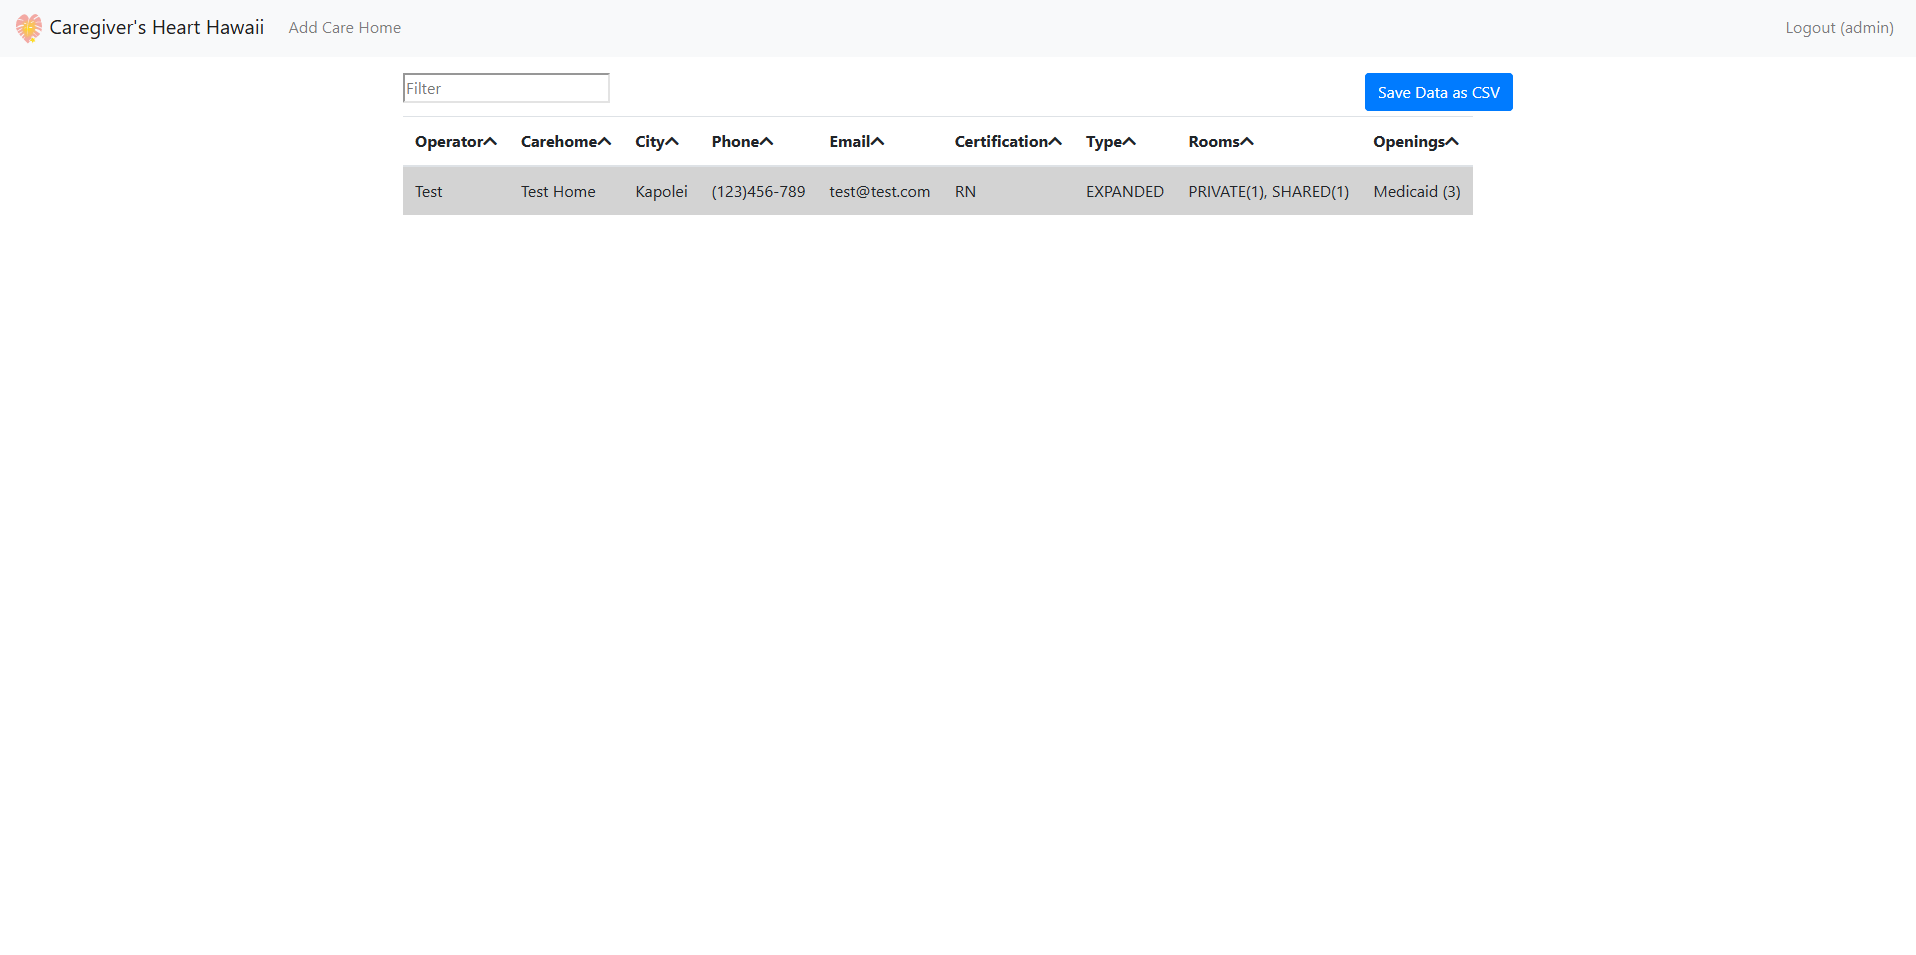 Caregiver's Heart Hawaii Add Care Home Logout (admin)
Filter Save Data as CSV
Operator Carehome City Phone Email Certification Type Rooms Openings
Test Test Home Kapolei (123)456-789 test@test.com RN EXPANDED PRIVATE(1), SHARED(1) Medicaid (3)